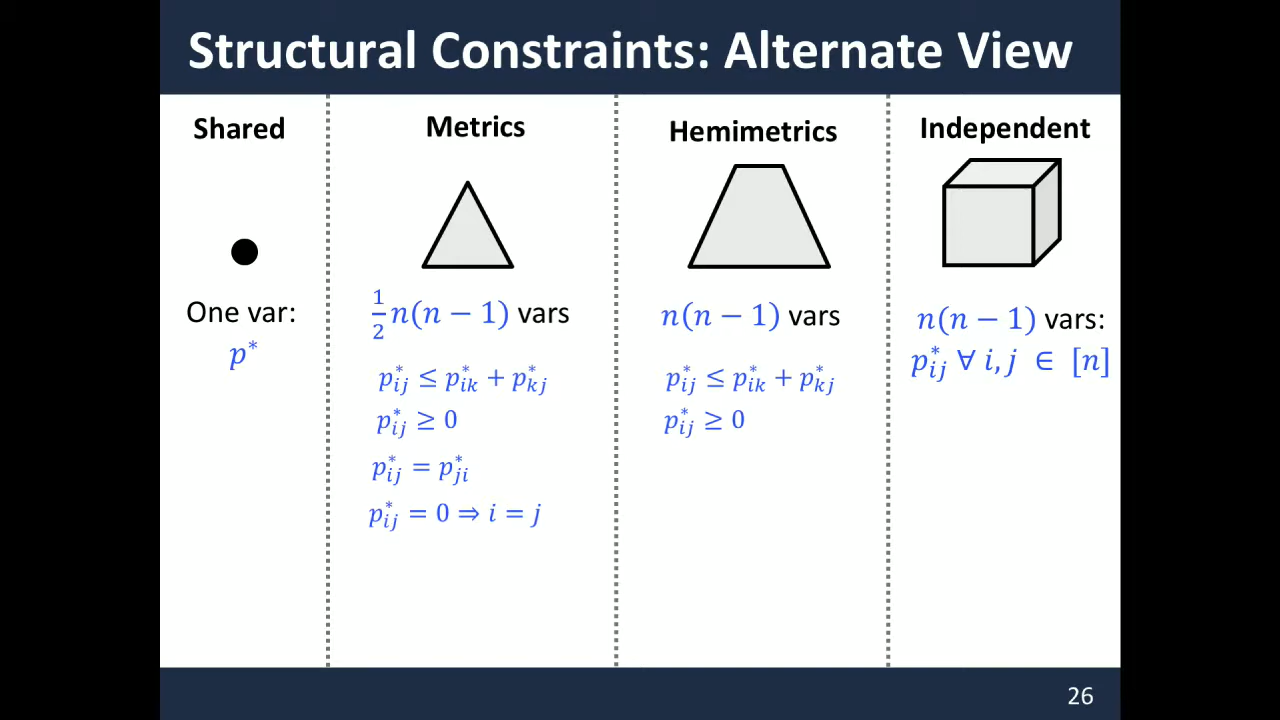 Structural Constraints: Alternate View
Shared
One var:
p*
Metrics
½n(n − 1) vars
p*ᵢⱼ ≤ p*ᵢₖ + p*ₖⱼ
p*ᵢⱼ ≥ 0
p*ᵢⱼ = p*ⱼᵢ
p*ᵢⱼ = 0 ⇒ i = j
Hemimetrics
n(n − 1) vars
p*ᵢⱼ ≤ p*ᵢₖ + p*ₖⱼ
p*ᵢⱼ ≥ 0
Independent
n(n − 1) vars:
p*ᵢⱼ ∀ i, j ∈ [n]
26